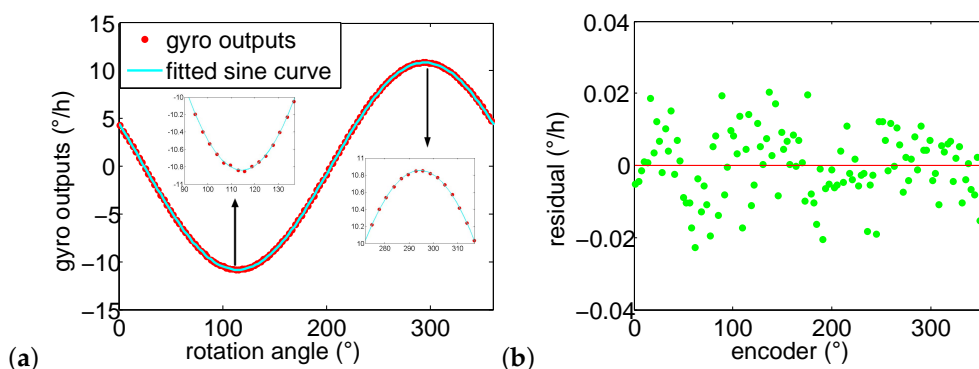 15
10
5
0
−5
−10
−15
gyro outputs (°/h)
gyro outputs
fitted sine curve
−10
−10.2
−10.4
−10.6
−10.8
−11
90 100 110 120 130
11
10.8
10.6
10.4
10.2
10
280 290 300 310
0 100 200 300
rotation angle (°)
(a)
0.04
0.02
0
−0.02
−0.04
residual (°/h)
0 100 200 300
encoder (°)
(b)